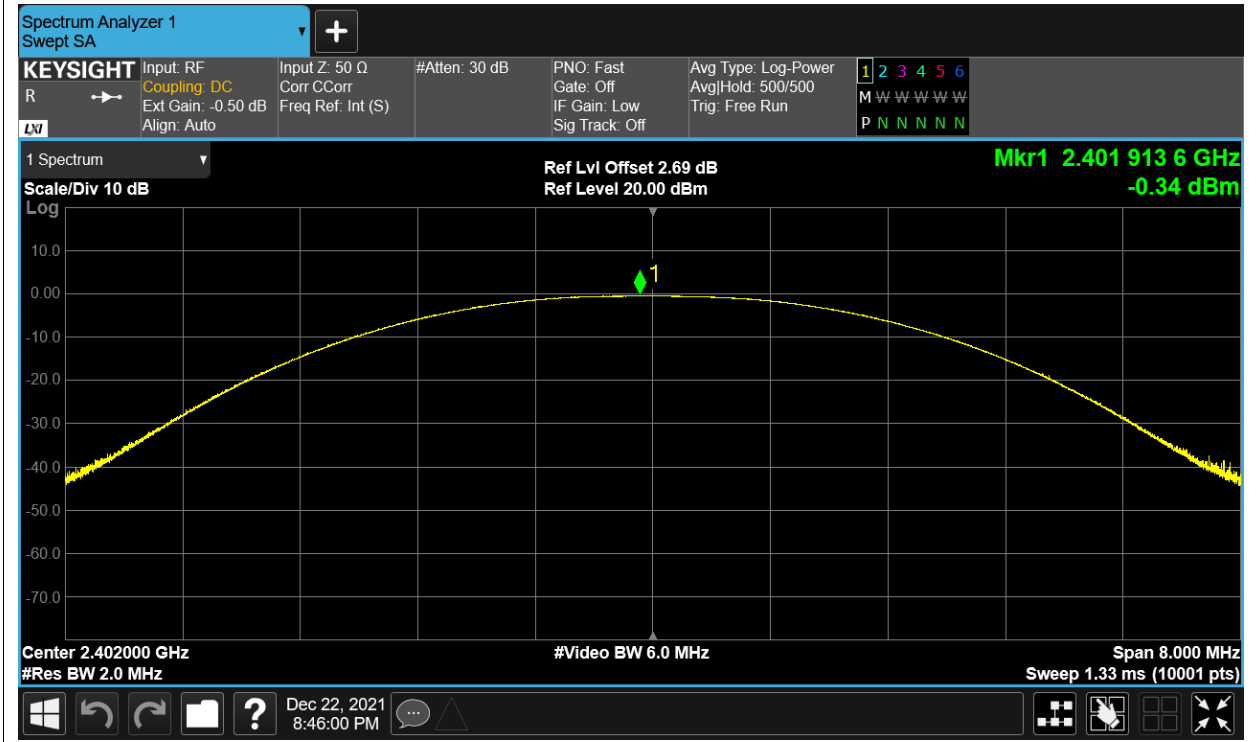 Spectrum Analyzer 1
Swept SA
KEYSIGHT
R
LXI
Input: RF
Coupling: DC
Ext Gain: -0.50 dB
Align: Auto
Input Z: 50 Ω
Corr CCorr
Freq Ref: Int (S)
#Atten: 30 dB
PNO: Fast
Gate: Off
IF Gain: Low
Sig Track: Off
Avg Type: Log-Power
Avg|Hold: 500/500
Trig: Free Run
1 2 3 4 5 6
M W W W W W W
P N N N N N N
1 Spectrum
Scale/Div 10 dB
Log
Ref Lvl Offset 2.69 dB
Ref Level 20.00 dBm
Mkr1 2.401 913 6 GHz
-0.34 dBm
10.0
1
0.00
-10.0
-20.0
-30.0
-40.0
-50.0
-60.0
-70.0
Center 2.402000 GHz
#Video BW 6.0 MHz
Span 8.000 MHz
#Res BW 2.0 MHz
Sweep 1.33 ms (10001 pts)
?
Dec 22, 2021
8:46:00 PM